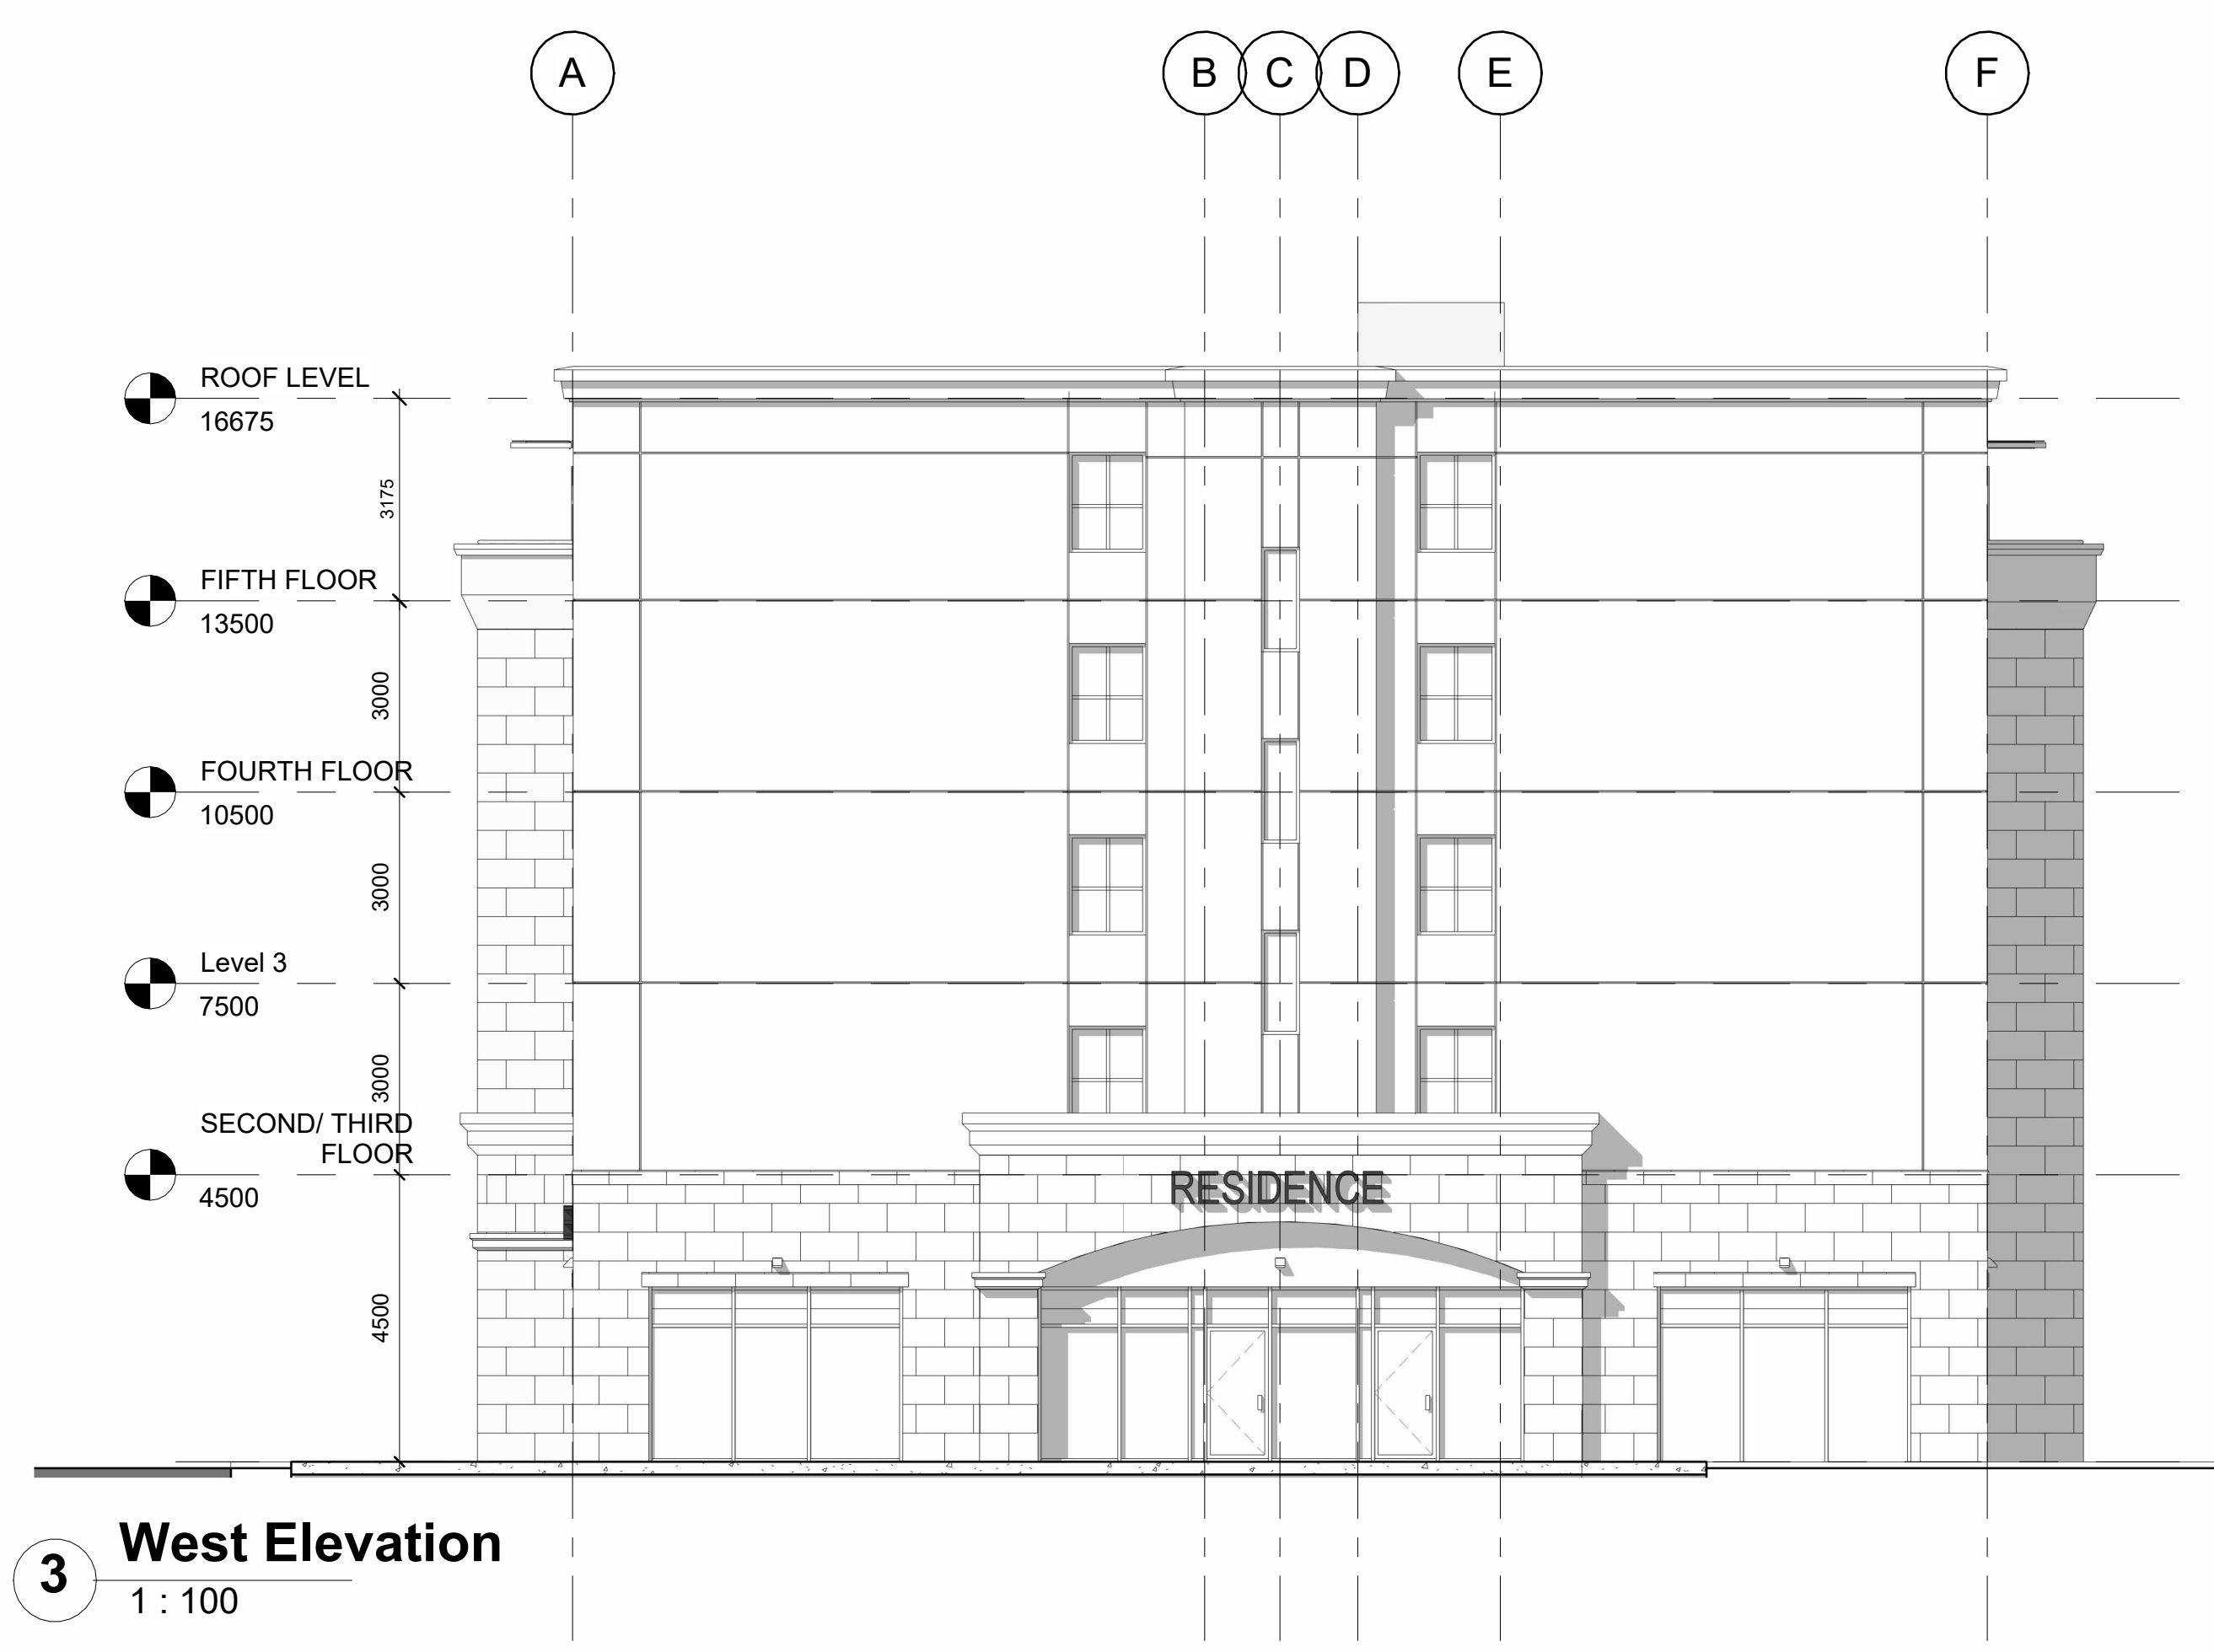 A B C D E F
ROOF LEVEL
16675
3175
FIFTH FLOOR
13500
3000
FOURTH FLOOR
10500
3000
Level 3
7500
3000
SECOND/ THIRD
FLOOR
4500
RESIDENCE
4500
West Elevation
3
1 : 100